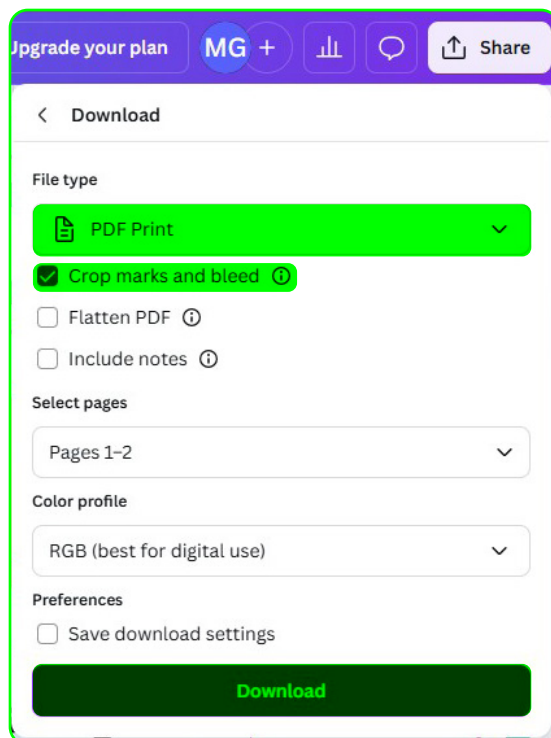 Upgrade your plan MG + Share
Download
File type
PDF Print
Crop marks and bleed
Flatten PDF
Include notes
Select pages
Pages 1–2
Color profile
RGB (best for digital use)
Preferences
Save download settings
Download